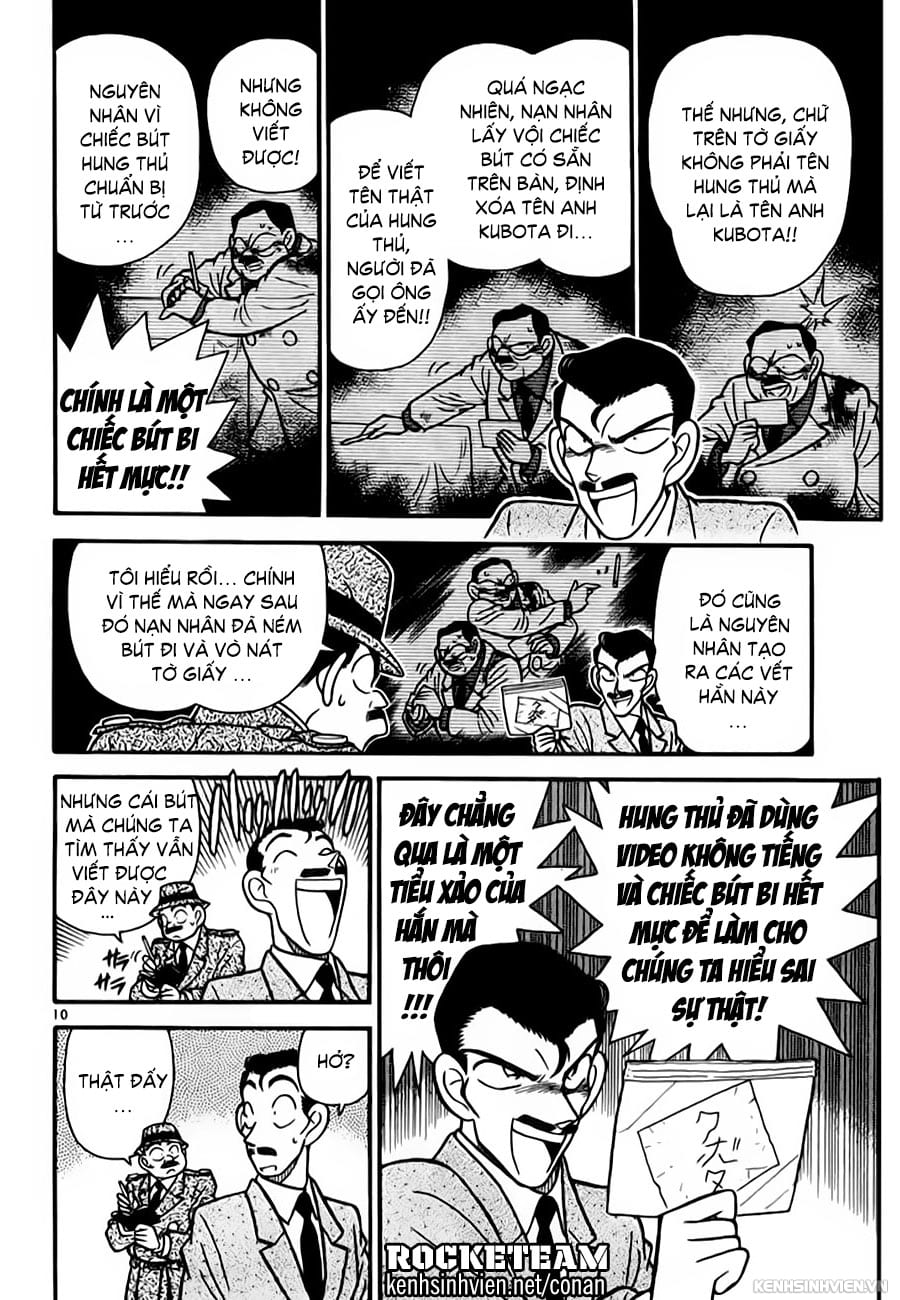 THẾ NHƯNG, CHỮ
TRÊN TỜ GIẤY
KHÔNG PHẢI TÊN
HUNG THỦ MÀ
LẠI LÀ TÊN ANH
KUBOTA!!
QUÁ NGẠC
NHIÊN, NẠN NHÂN
LẤY VỘI CHIẾC
BÚT CÓ SẴN
TRÊN BÀN, ĐỊNH
XÓA TÊN ANH
KUBOTA ĐI...
ĐỂ VIẾT
TÊN THẬT
CỦA HUNG
THỦ,
NGƯỜI ĐÃ
GỌI ÔNG
ẤY ĐẾN!!
NHƯNG
KHÔNG
VIẾT
ĐƯỢC!
NGUYÊN
NHÂN VÌ
CHIẾC BÚT
HUNG THỦ
CHUẨN BỊ
TỪ TRƯỚC
...
CHÍNH LÀ MỘT
CHIẾC BÚT BI
HẾT MỰC!!
ĐÓ CŨNG
LÀ NGUYÊN
NHÂN TẠO
RA CÁC VẾT
HẰN NÀY
...
TÔI HIỂU RỒI... CHÍNH
VÌ THẾ MÀ NGAY SAU
ĐÓ NẠN NHÂN ĐÃ NÉM
BÚT ĐI VÀ VÒ NÁT
TỜ GIẤY ...
HUNG THỦ ĐÃ DÙNG
VIDEO KHÔNG TIẾNG
VÀ CHIẾC BÚT BI HẾT
MỰC ĐỂ LÀM CHO
CHÚNG TA HIỂU SAI
SỰ THẬT!
ĐÂY CHẲNG
QUA LÀ MỘT
TIỂU XẢO CỦA
HẮN MÀ
THÔI
!!!
クボタ
NHƯNG CÁI BÚT
MÀ CHÚNG TA
TÌM THẤY VẪN
VIẾT ĐƯỢC
ĐÂY NÀY
...
10
HỞ?
THẬT ĐẤY
...
ROCKETEAM
kenhsinhvien.net/conan
KENHSINHVIEN.VN